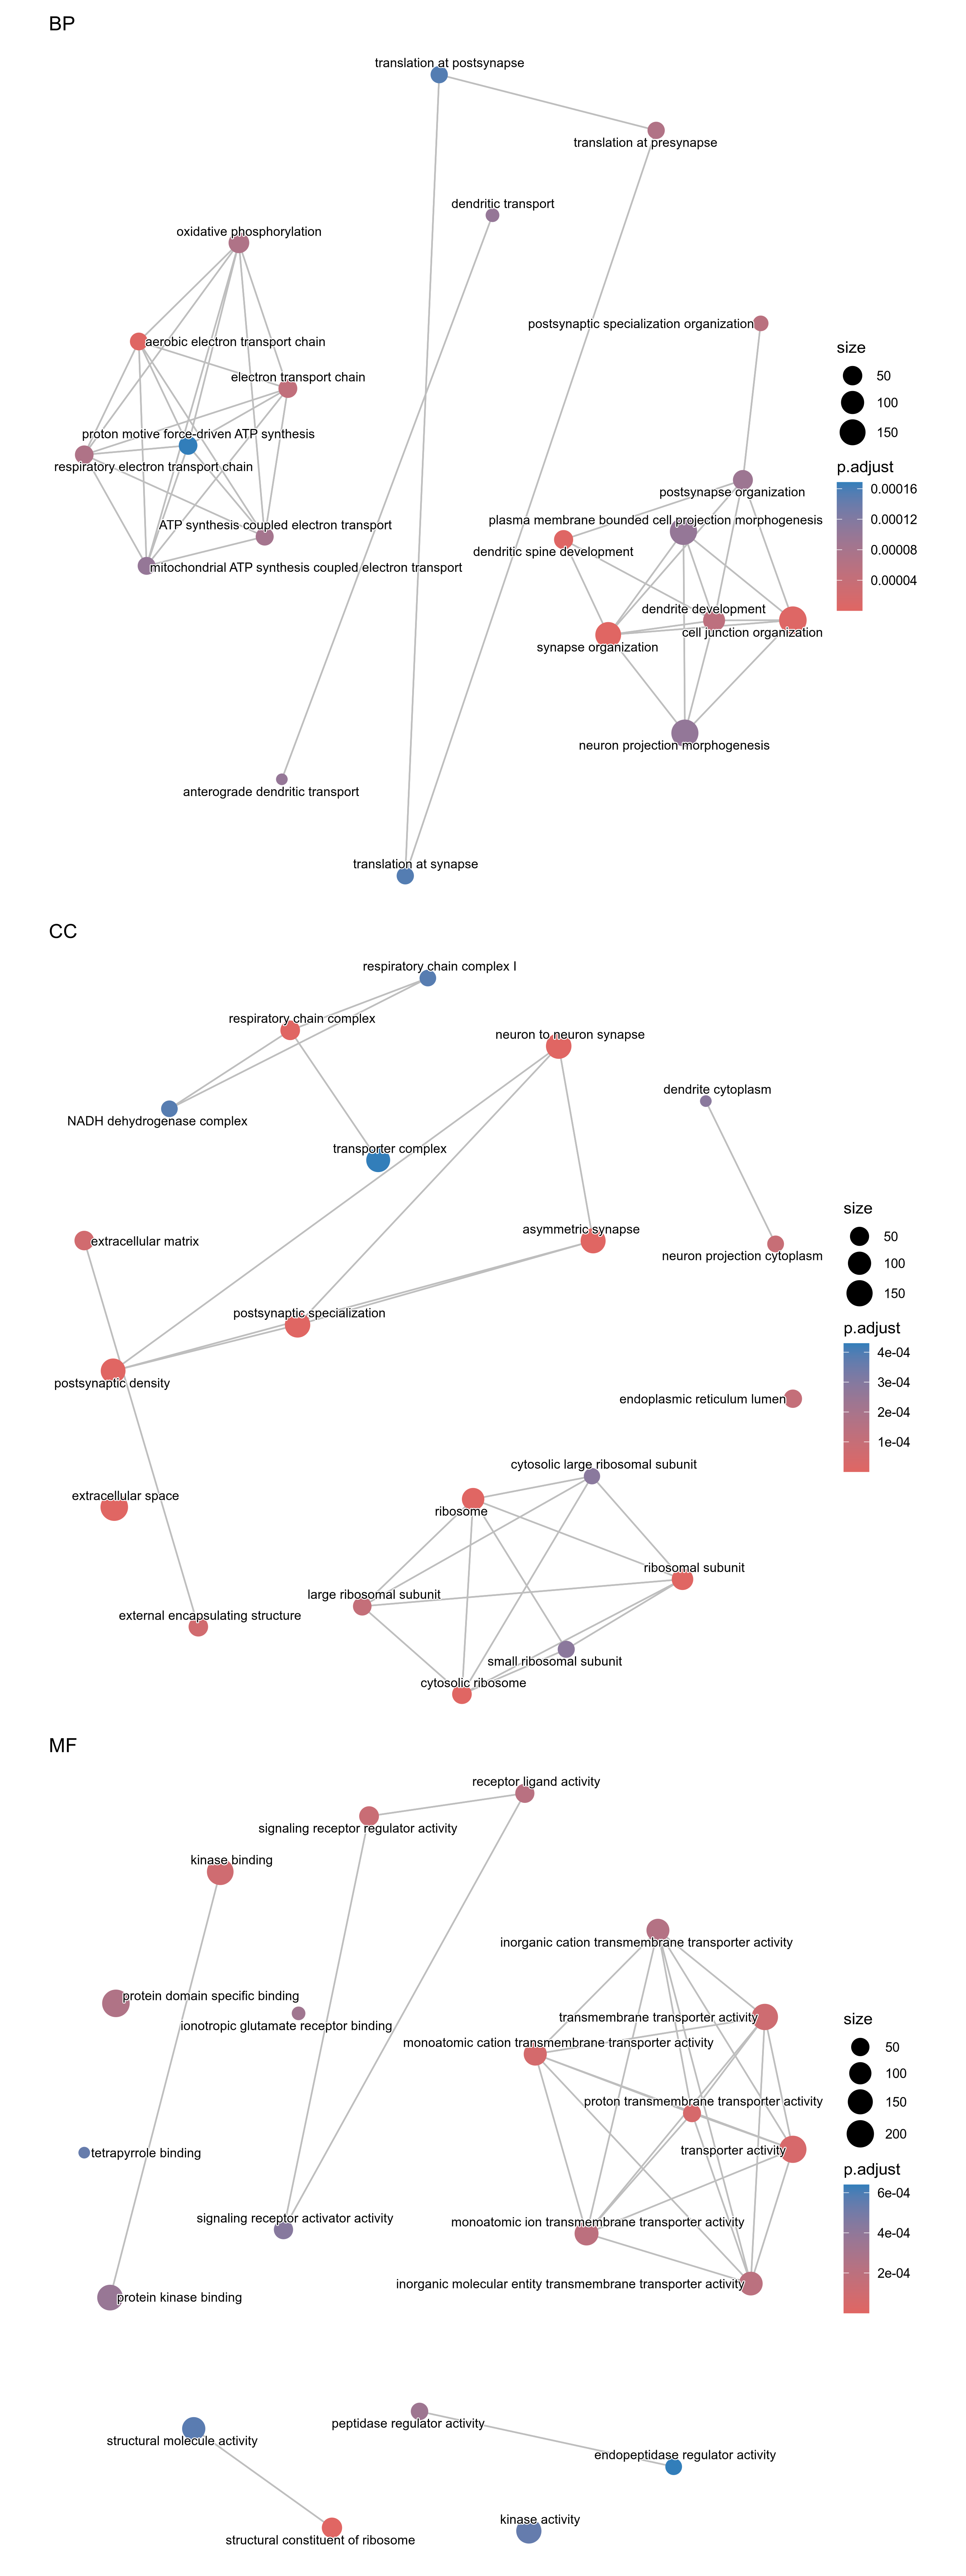 BP
translation at postsynapse
translation at presynapse
dendritic transport
oxidative phosphorylation
postsynaptic specialization organization
aerobic electron transport chain
electron transport chain
proton motive force-driven ATP synthesis
respiratory electron transport chain
postsynapse organization
plasma membrane bounded cell projection morphogenesis
ATP synthesis coupled electron transport
dendritic spine development
mitochondrial ATP synthesis coupled electron transport
dendrite development
cell junction organization
synapse organization
neuron projection morphogenesis
anterograde dendritic transport
translation at synapse
size
50
100
150
p.adjust
0.00016
0.00012
0.00008
0.00004
CC
respiratory chain complex I
respiratory chain complex
neuron to neuron synapse
dendrite cytoplasm
NADH dehydrogenase complex
transporter complex
asymmetric synapse
extracellular matrix
neuron projection cytoplasm
postsynaptic specialization
postsynaptic density
endoplasmic reticulum lumen
cytosolic large ribosomal subunit
extracellular space
ribosome
ribosomal subunit
large ribosomal subunit
external encapsulating structure
small ribosomal subunit
cytosolic ribosome
size
50
100
150
p.adjust
4e-04
3e-04
2e-04
1e-04
MF
receptor ligand activity
signaling receptor regulator activity
kinase binding
inorganic cation transmembrane transporter activity
protein domain specific binding
transmembrane transporter activity
ionotropic glutamate receptor binding
monoatomic cation transmembrane transporter activity
proton transmembrane transporter activity
tetrapyrrole binding
transporter activity
signaling receptor activator activity
monoatomic ion transmembrane transporter activity
inorganic molecular entity transmembrane transporter activity
protein kinase binding
peptidase regulator activity
structural molecule activity
endopeptidase regulator activity
kinase activity
structural constituent of ribosome
size
50
100
150
200
p.adjust
6e-04
4e-04
2e-04